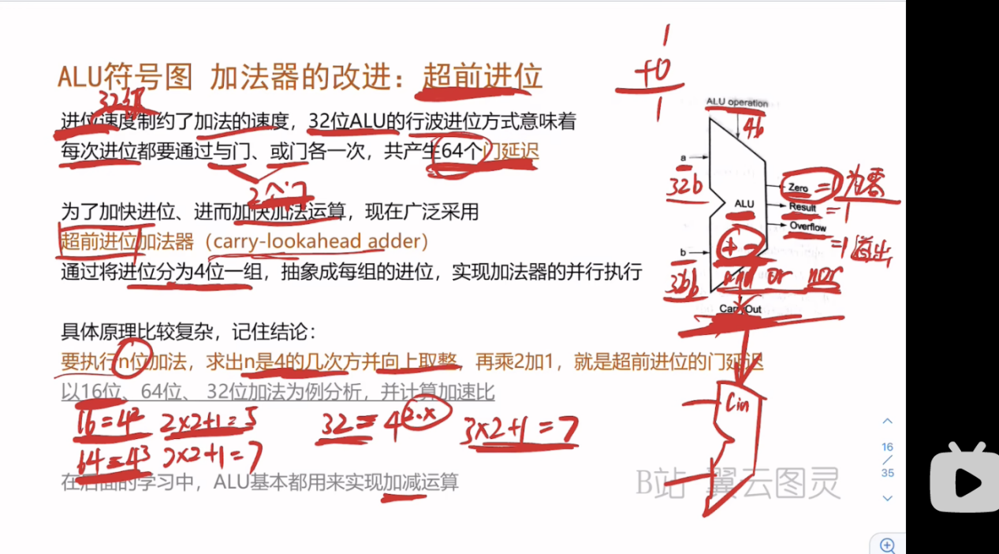 ALU符号图 加法器的改进：超前进位
32级
进位速度制约了加法的速度，32位ALU的行波进位方式意味着
每次进位都要通过与门、或门各一次，共产生64个门延迟
2个门
为了加快进位、进而加快加法运算，现在广泛采用
超前进位加法器（carry-lookahead adder）
通过将进位分为4位一组，抽象成每组的进位，实现加法器的并行执行
具体原理比较复杂，记住结论：
要执行n位加法，求出n是4的几次方并向上取整，再乘2加1，就是超前进位的门延迟
以16位、64位、 32位加法为例分析，并计算加速比
16=4² 2×2+1=5
32=4^2.x 3×2+1=7
64=4³ 3×2+1=7
在后面的学习中，ALU基本都用来实现加减运算
1
+0
1
ALU operation
4b
a
32b
ALU
Zero =1 为零
Result =1
Overflow
=1 溢出
b
32b
+ -
and or nor
CarryOut
Cin
B站 翼云图灵
16
/
35